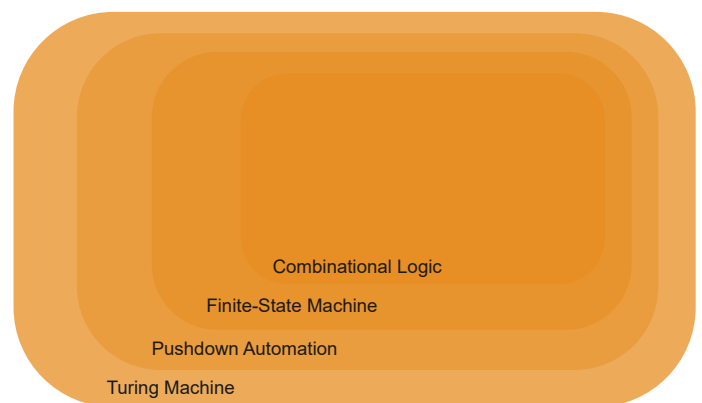 Combinational Logic
Finite-State Machine
Pushdown Automation
Turing Machine